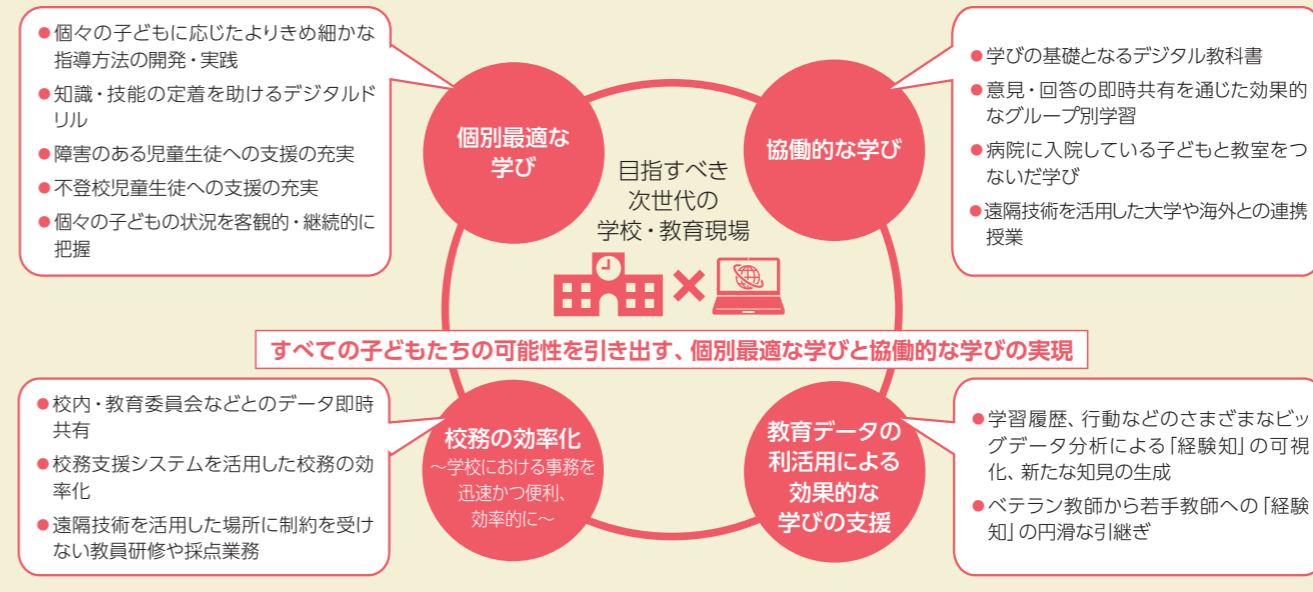 ●個々の子どもに応じたよりきめ細かな
指導方法の開発・実践
●知識・技能の定着を助けるデジタルド
リル
●障害のある児童生徒への支援の充実
●不登校児童生徒への支援の充実
●個々の子どもの状況を客観的・継続的に
把握
個別最適な
学び
目指すべき
次世代の
学校・教育現場
協働的な学び
●学びの基礎となるデジタル教科書
●意見・回答の即時共有を通じた効果的
なグループ別学習
●病院に入院している子どもと教室をつ
ないだ学び
●遠隔技術を活用した大学や海外との連携
授業
×
すべての子どもたちの可能性を引き出す、個別最適な学びと協働的な学びの実現
●校内・教育委員会などとのデータ即時
共有
●校務支援システムを活用した校務の効
率化
●遠隔技術を活用した場所に制約を受け
ない教員研修や採点業務
校務の効率化
～学校における事務を
迅速かつ便利、
効率的に～
教育データの
利活用による
効果的な
学びの支援
●学習履歴、行動などのさまざまなビッ
グデータ分析による「経験知」の可視
化、新たな知見の生成
●ベテラン教師から若手教師への「経験
知」の円滑な引継ぎ